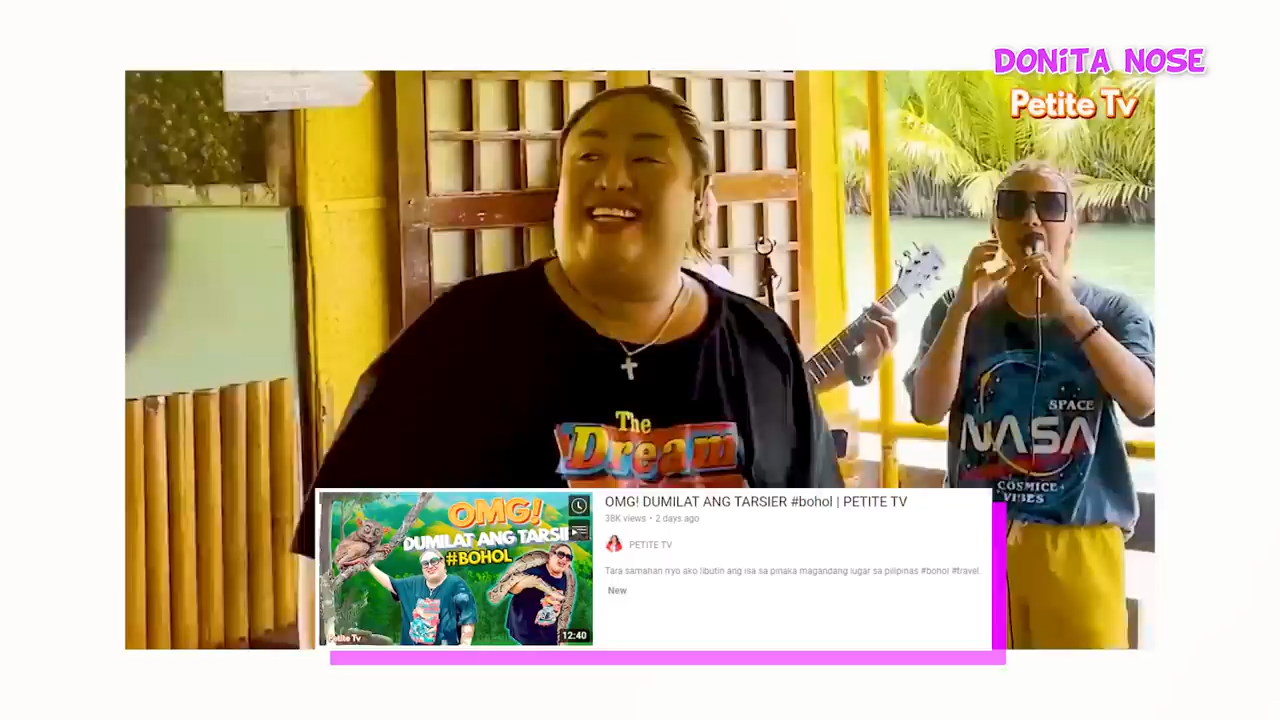 DONiTA NOSE
Petite Tv
The
Dream
SPACE
NASA
COSMICE
VIBES
OMG!
DUMILAT ANG TARSI
#BOHOL
Petite Tv
12:40
OMG! DUMILAT ANG TARSIER #bohol | PETITE TV
38K views • 2 days ago
PETITE TV
Tara samahan niyo ako libutin ang isa sa pinaka magandang lugar sa pilipinas #bohol #travel
New